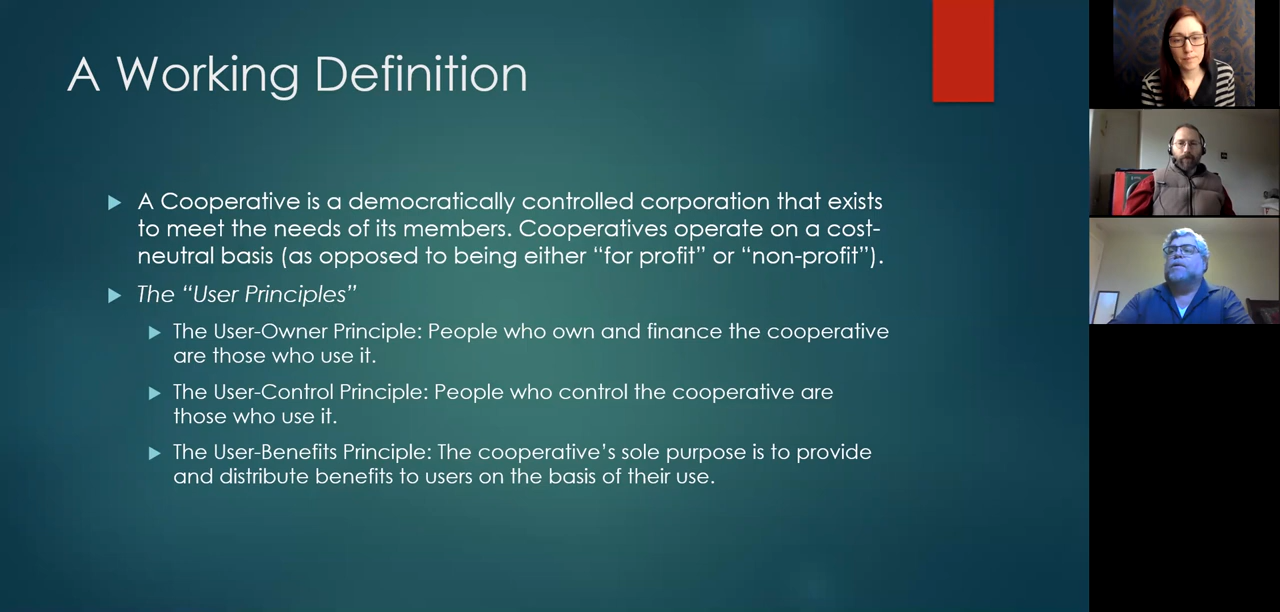 A Working Definition
A Cooperative is a democratically controlled corporation that exists
to meet the needs of its members. Cooperatives operate on a cost-
neutral basis (as opposed to being either “for profit” or “non-profit”).
The “User Principles”
The User-Owner Principle: People who own and finance the cooperative
are those who use it.
The User-Control Principle: People who control the cooperative are
those who use it.
The User-Benefits Principle: The cooperative’s sole purpose is to provide
and distribute benefits to users on the basis of their use.